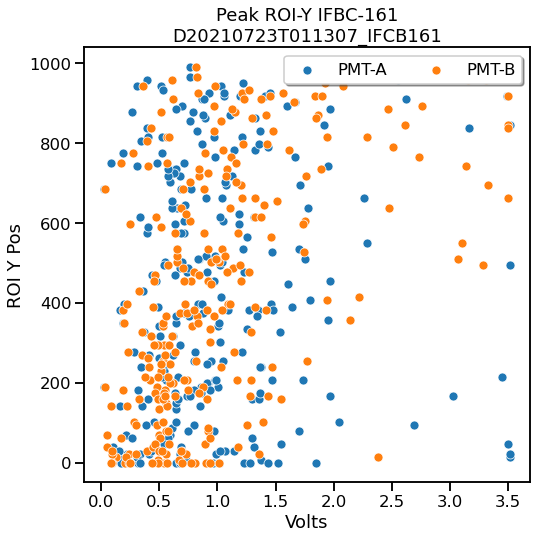 Peak ROI-Y IFBC-161
D20210723T011307_IFCB161
PMT-A PMT-B
ROI Y Pos
1000
800
600
400
200
0
0.0 0.5 1.0 1.5 2.0 2.5 3.0 3.5
Volts